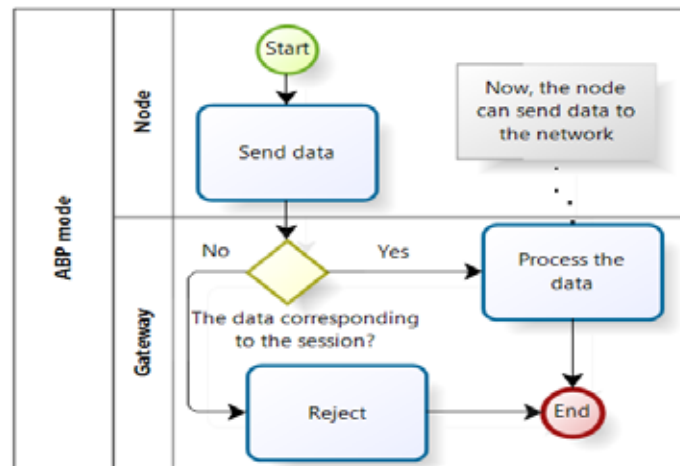 ABP mode
Node
Start
Send data
Now, the node
can send data to
the network
Gateway
No
Yes
The data corresponding
to the session?
Process the
data
Reject
End